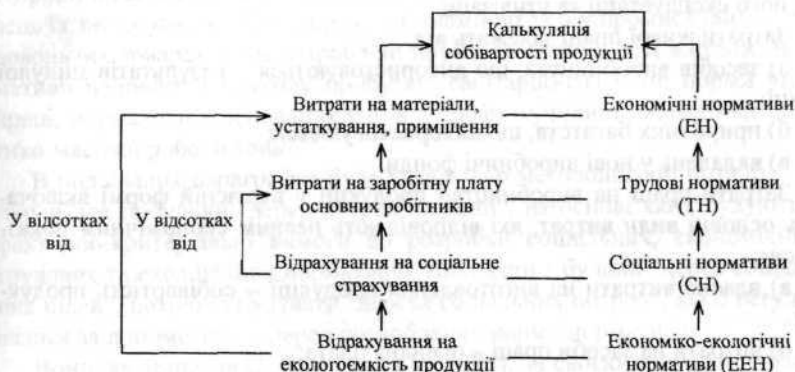 Калькуляція
собівартості продукції
Витрати на матеріали,
устаткування, приміщення
Економічні нормативи
(ЕН)
Витрати на заробітну плату
основних робітників
Трудові нормативи
(ТН)
У відсотках
від
У відсотках
від
Відрахування на соціальне
страхування
Соціальні нормативи
(СН)
Відрахування на
екологоємкість продукції
Економіко-екологічні
нормативи (ЕЕН)